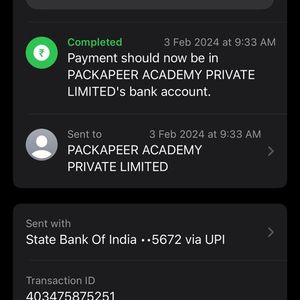 Completed 3 Feb 2024 at 9:33 AM
Payment should now be in
PACKAPEER ACADEMY PRIVATE
LIMITED's bank account.
Sent to 3 Feb 2024 at 9:33 AM
PACKAPEER ACADEMY
PRIVATE LIMITED
Sent with
State Bank Of India ··5672 via UPI
Transaction ID
403475875251